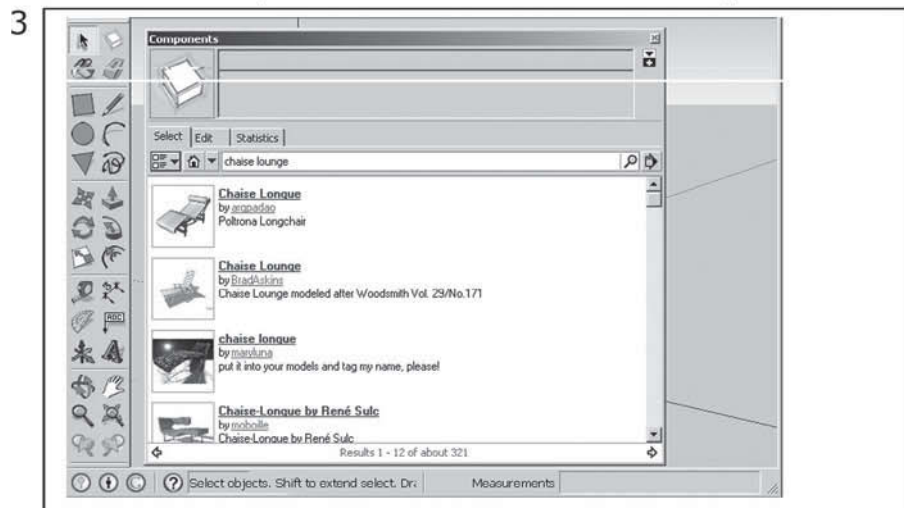 3
Components
Select Edit Statistics
chaise lounge
Chaise Longue
by argpadao
Poltrona Longchair
Chaise Lounge
by BradAskins
Chaise Lounge modeled after Woodsmith Vol. 29/No.171
chaise longue
by maryluna
put it into your models and tag my name, please!
Chaise-Longue by René Sulc
by moboille
Chaise-Longue by René Sulc
Results 1 - 12 of about 321
Select objects. Shift to extend select. Dra
Measurements